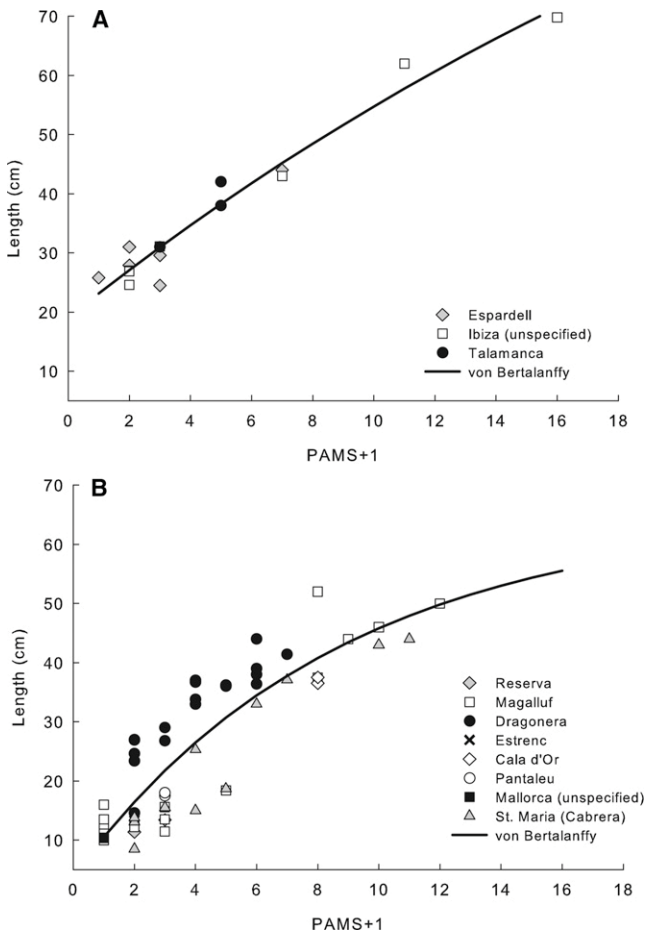 A
70
60
50
40
30
20
10
Length (cm)
Espardell
Ibiza (unspecified)
Talamanca
von Bertalanffy
0 2 4 6 8 10 12 14 16 18
PAMS+1
B
70
60
50
40
30
20
10
Length (cm)
Reserva
Magalluf
Dragonera
Estrenc
Cala d'Or
Pantaleu
Mallorca (unspecified)
St. Maria (Cabrera)
von Bertalanffy
0 2 4 6 8 10 12 14 16 18
PAMS+1